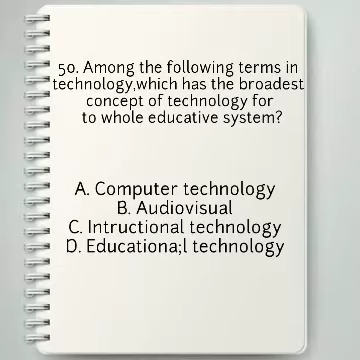 50. Among the following terms in
technology,which has the broadest
concept of technology for
to whole educative system?
A. Computer technology
B. Audiovisual
C. Intructional technology
D. Educationa;l technology